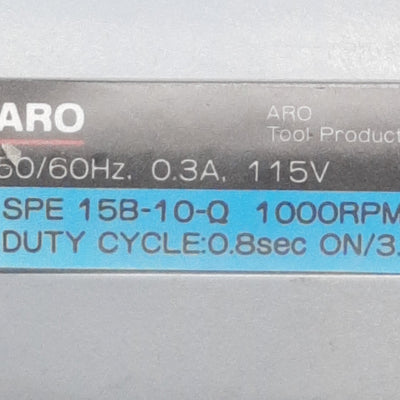 ARO
ARO
Tool Product
50/60Hz, 0.3A, 115V
SPE 15B-10-Q 1000RPM
DUTY CYCLE:0.8sec ON/3.